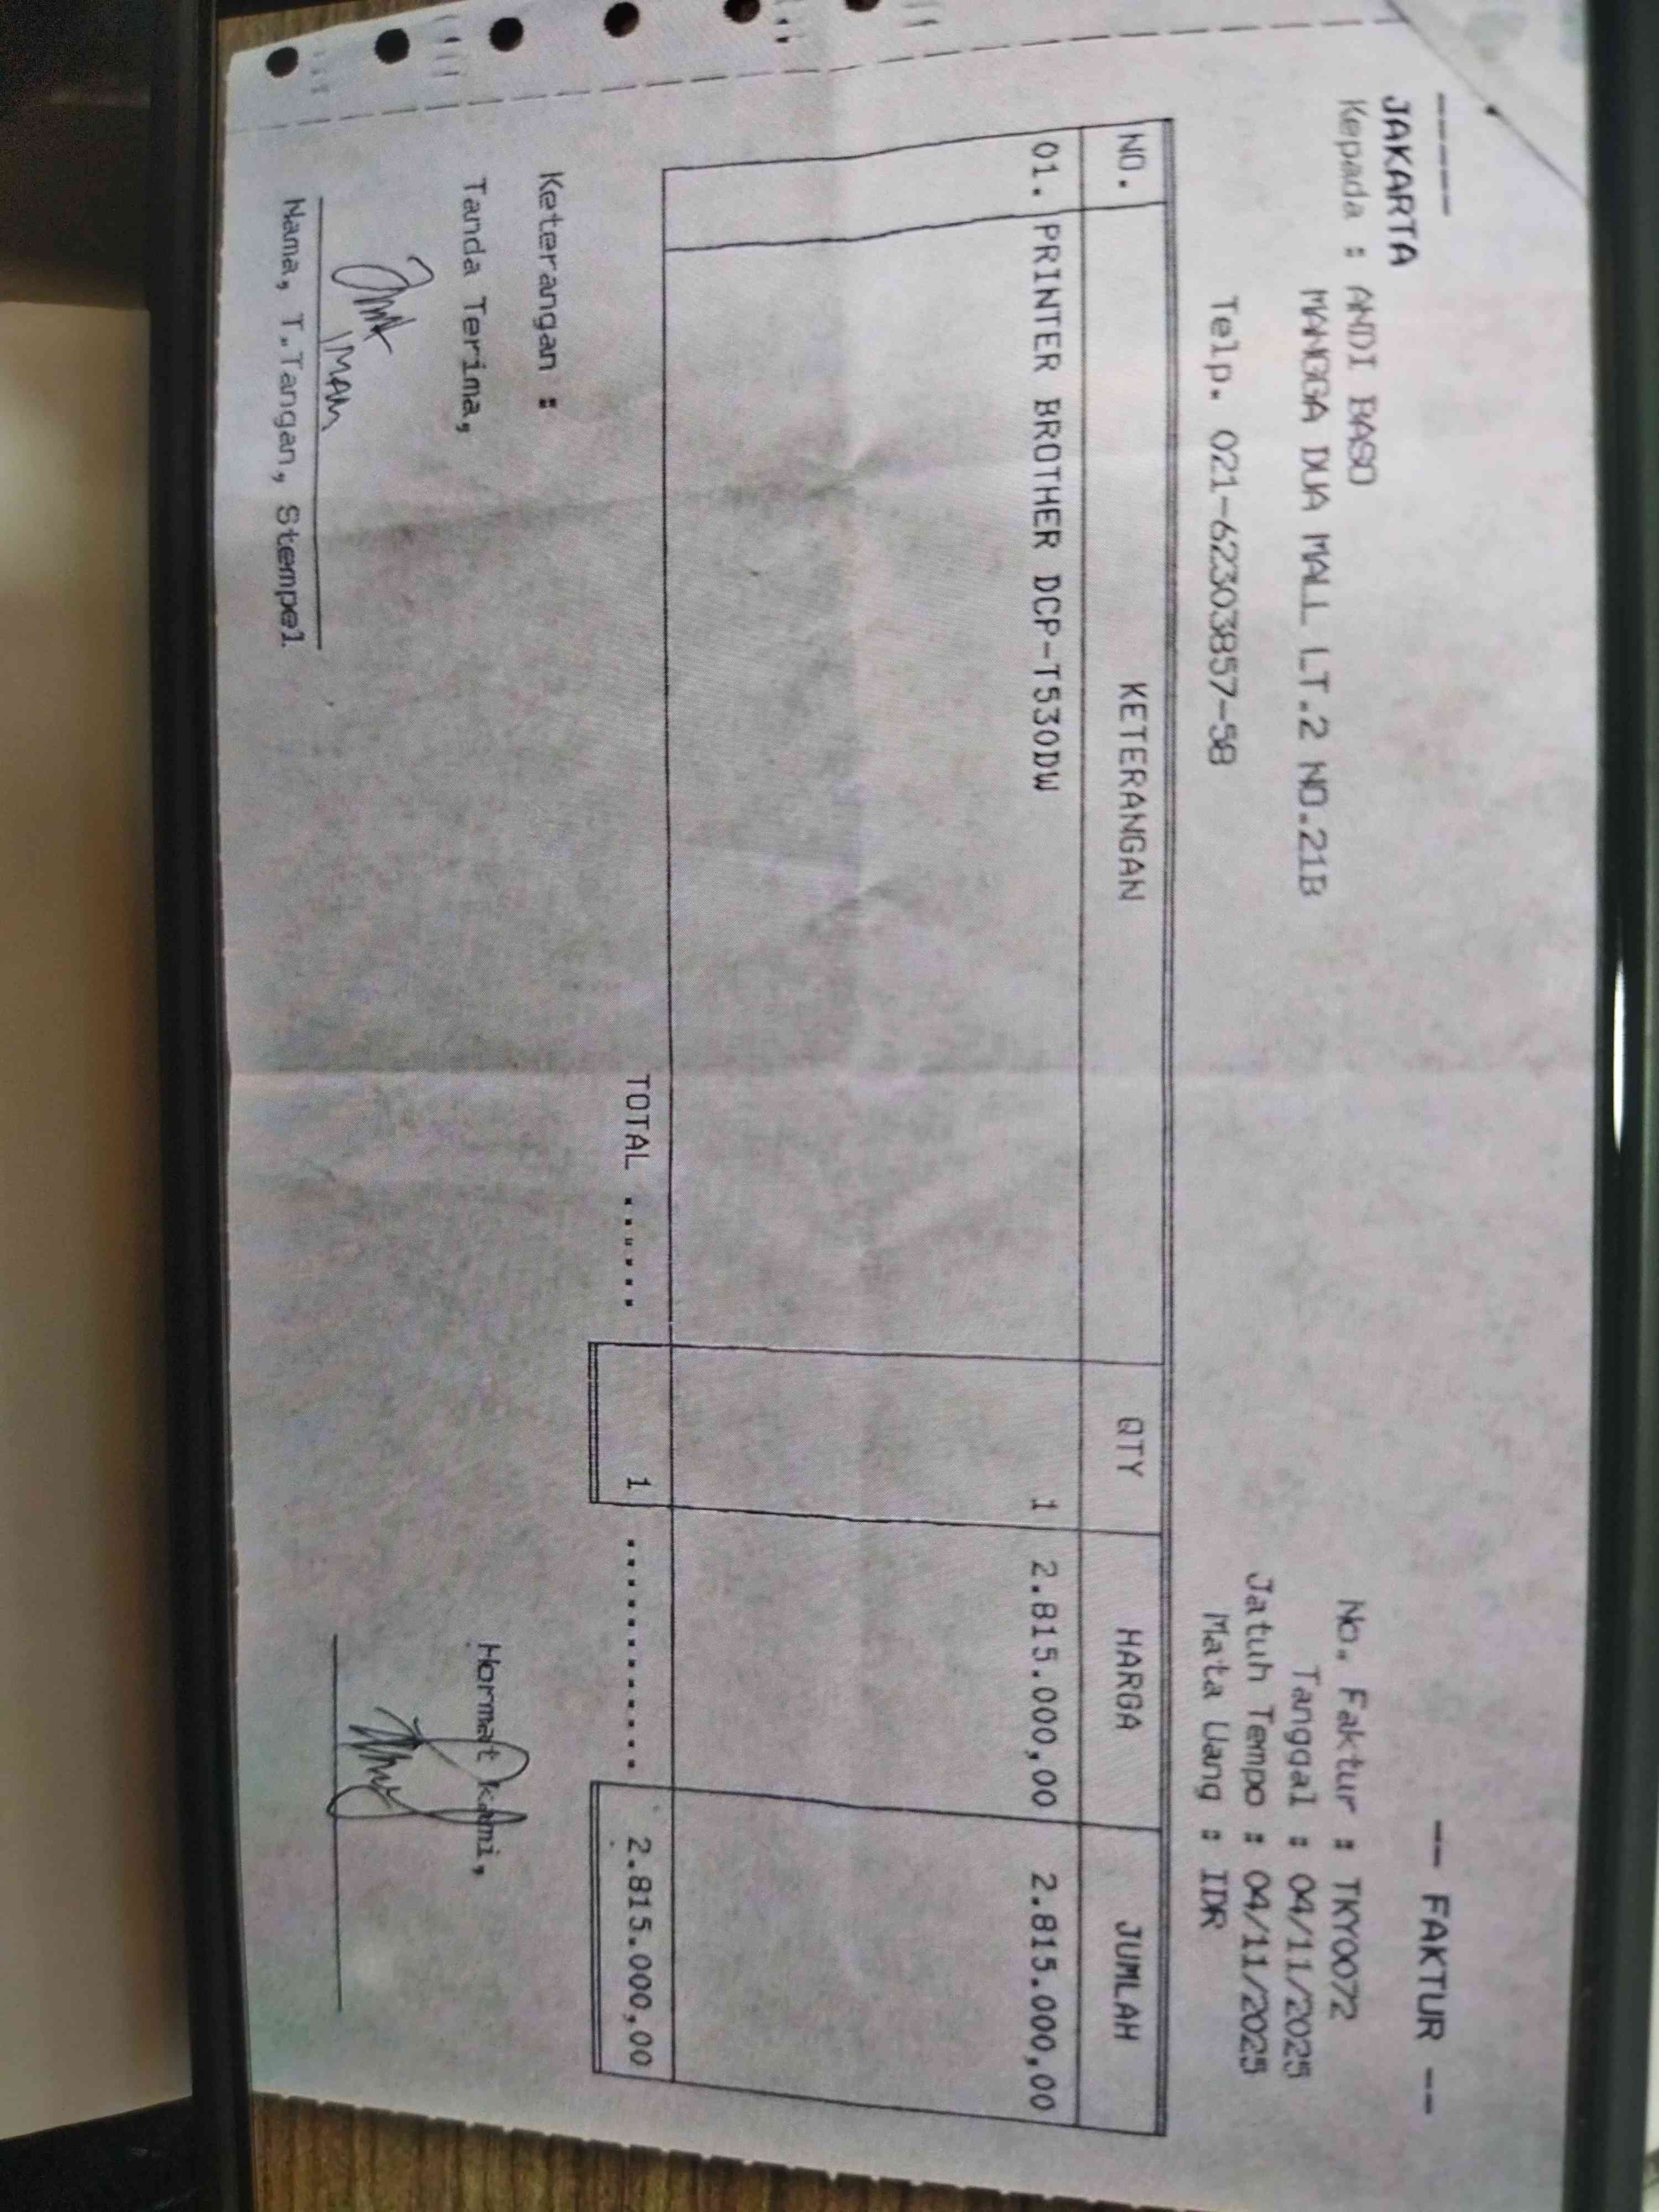 -- FAKTUR --
JAKARTA
Kepada : ANDI BASO
MANGGA DUA MALL LT.2 NO.21B
Telp. 021-62303857-58
No. Faktur : TKY0072
Tanggal : 04/11/2025
Jatuh Tempo : 04/11/2025
Mata Uang : IDR
NO. KETERANGAN QTY HARGA JUMLAH
01. PRINTER BROTHER DCP-T530DW 1 2.815.000,00 2.815.000,00
TOTAL ...... 1 ............ 2.815.000,00
Keterangan :
Tanda Terima, Hormat kami,
IMAM
Nama, T.Tangan, Stempel